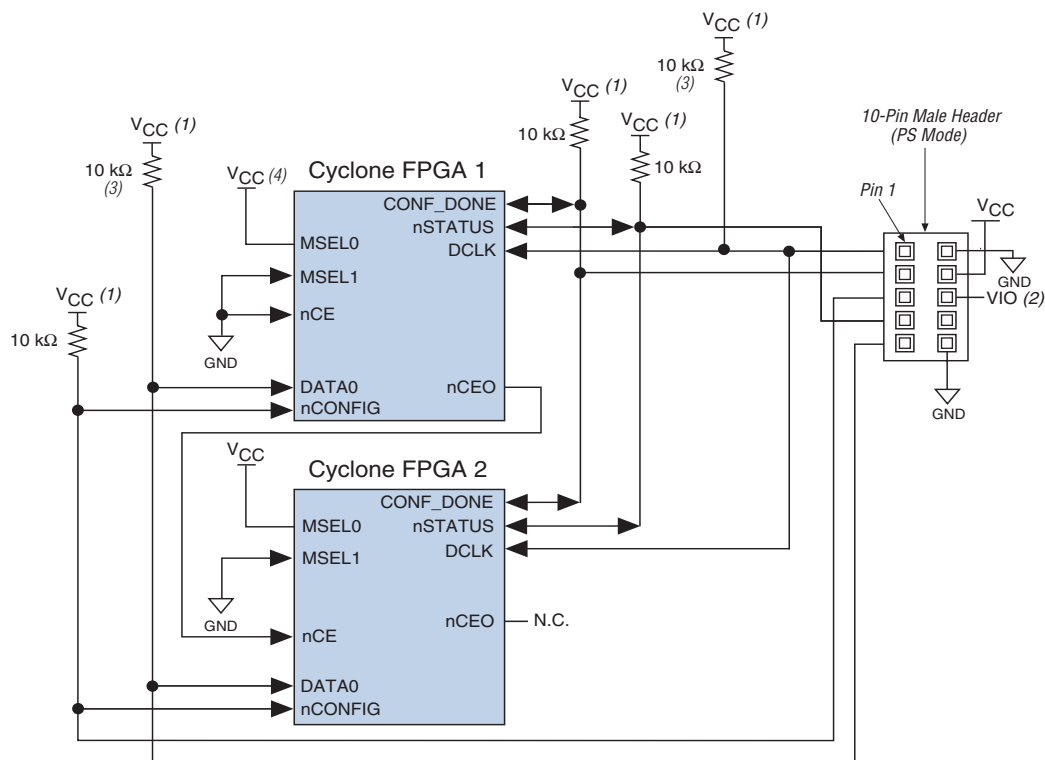 VCC (1)
10 kΩ
(3)
VCC (1)
10 kΩ
VCC (1)
10 kΩ
10-Pin Male Header
(PS Mode)
Pin 1
VCC
VCC (1)
10 kΩ
(3)
VCC (4)
Cyclone FPGA 1
CONF_DONE
nSTATUS
DCLK
MSEL0
MSEL1
nCE
GND
DATA0
nCONFIG
nCEO
GND
VIO (2)
GND
VCC (1)
10 kΩ
VCC
Cyclone FPGA 2
CONF_DONE
nSTATUS
DCLK
MSEL0
MSEL1
GND
nCE
nCEO
N.C.
DATA0
nCONFIG